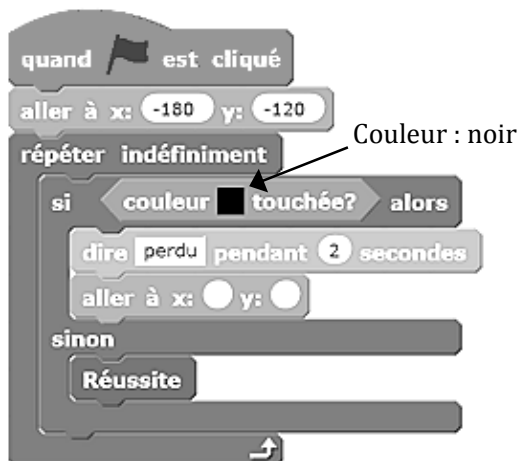 quand est cliqué
aller à x: -180 y: -120
Couleur : noir
répéter indéfiniment
si couleur touchée? alors
dire perdu pendant 2 secondes
aller à x: y:
sinon
Réussite